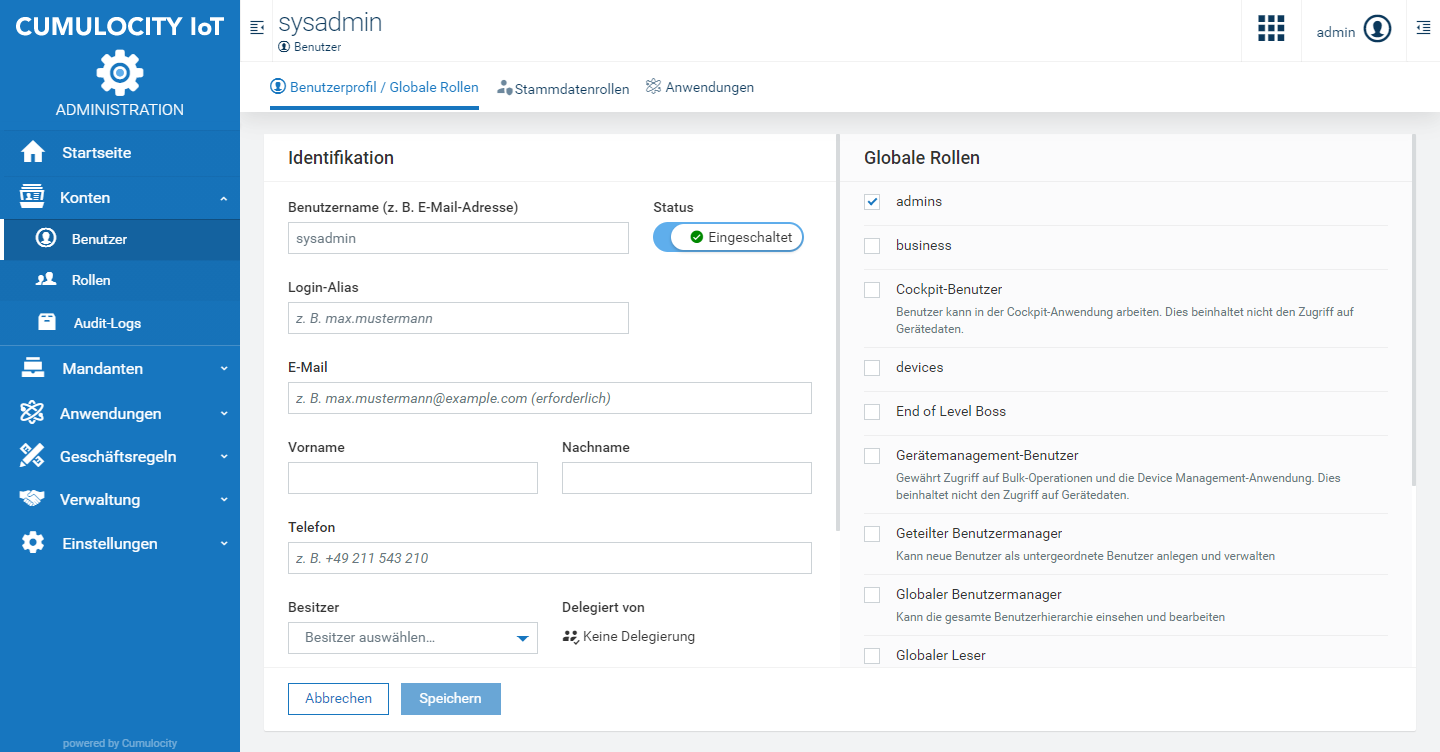 CUMULOCITY IoT
ADMINISTRATION
Startseite
Konten
Benutzer
Rollen
Audit-Logs
Mandanten
Anwendungen
Geschäftsregeln
Verwaltung
Einstellungen
powered by Cumulocity
sysadmin
Benutzer
admin
Benutzerprofil / Globale Rollen
Stammdatenrollen
Anwendungen
Identifikation
Benutzername (z. B. E-Mail-Adresse)
Status
sysadmin
Eingeschaltet
Login-Alias
z. B. max.mustermann
E-Mail
z. B. max.mustermann@example.com (erforderlich)
Vorname
Nachname
Telefon
z. B. +49 211 543 210
Besitzer
Delegiert von
Besitzer auswählen...
Keine Delegierung
Abbrechen
Speichern
Globale Rollen
admins
business
Cockpit-Benutzer
Benutzer kann in der Cockpit-Anwendung arbeiten. Dies beinhaltet nicht den Zugriff auf
Gerätedaten.
devices
End of Level Boss
Gerätemanagement-Benutzer
Gewährt Zugriff auf Bulk-Operationen und die Device Management-Anwendung. Dies
beinhaltet nicht den Zugriff auf Gerätedaten.
Geteilter Benutzermanager
Kann neue Benutzer als untergeordnete Benutzer anlegen und verwalten
Globaler Benutzermanager
Kann die gesamte Benutzerhierarchie einsehen und bearbeiten
Globaler Leser